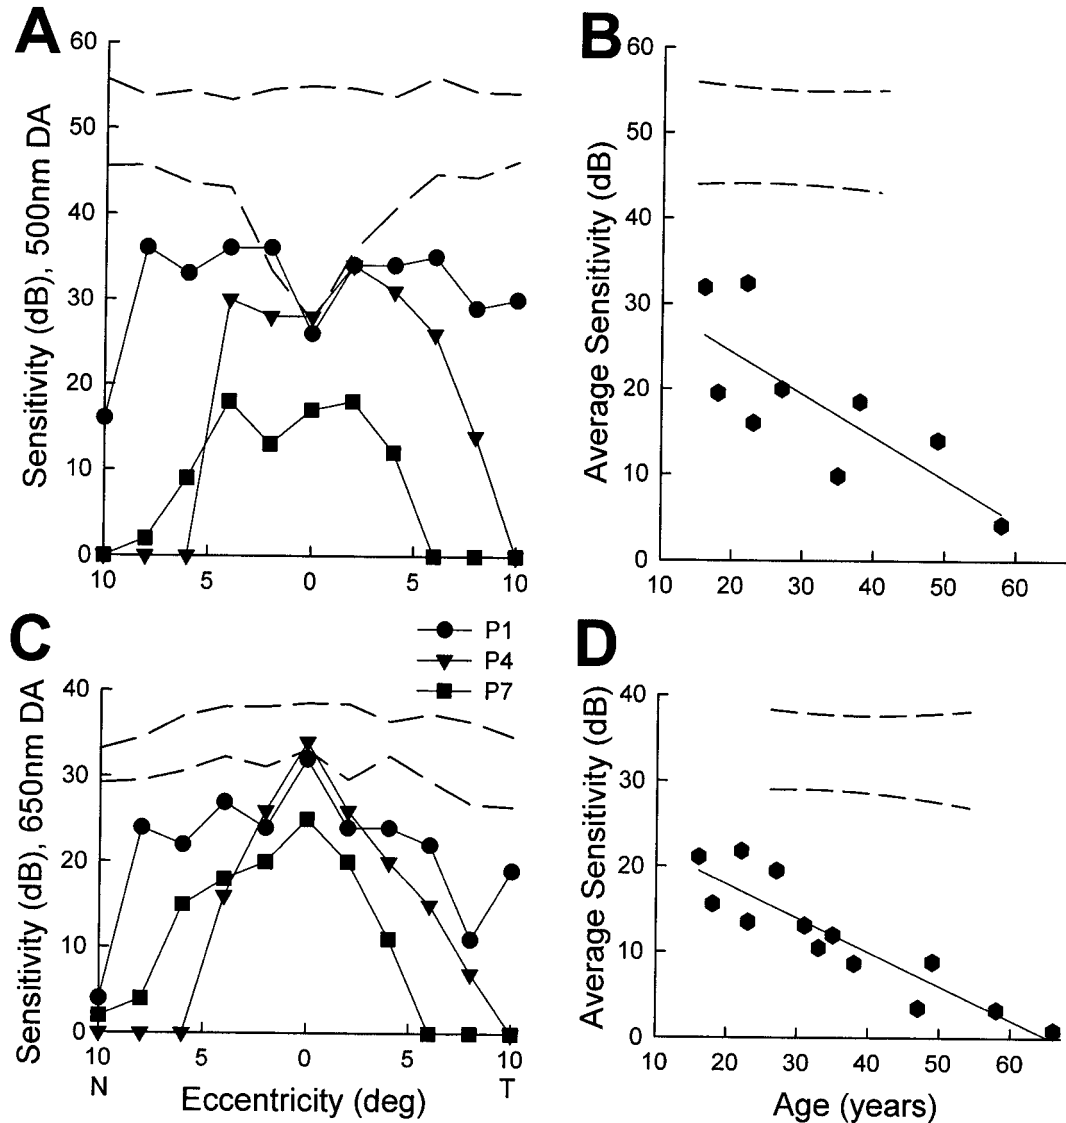 A
Sensitivity (dB), 500nm DA
60
50
40
30
20
10
0
10 5 0 5 10
B
Average Sensitivity (dB)
60
50
40
30
20
10
0
10 20 30 40 50 60
C
P1
P4
P7
Sensitivity (dB), 650nm DA
40
30
20
10
0
10 5 0 5 10
N T
Eccentricity (deg)
D
Average Sensitivity (dB)
40
30
20
10
0
10 20 30 40 50 60
Age (years)